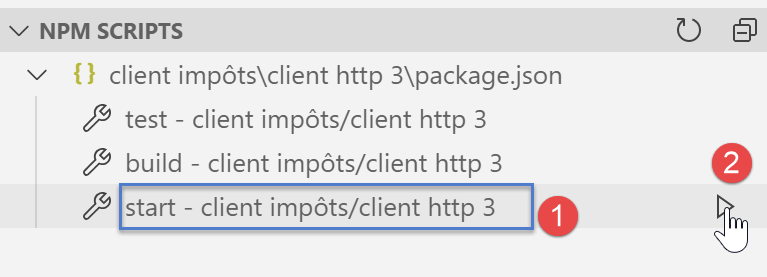 NPM SCRIPTS
{} client impôts\client http 3\package.json
test - client impôts/client http 3
build - client impôts/client http 3
2
start - client impôts/client http 3
1